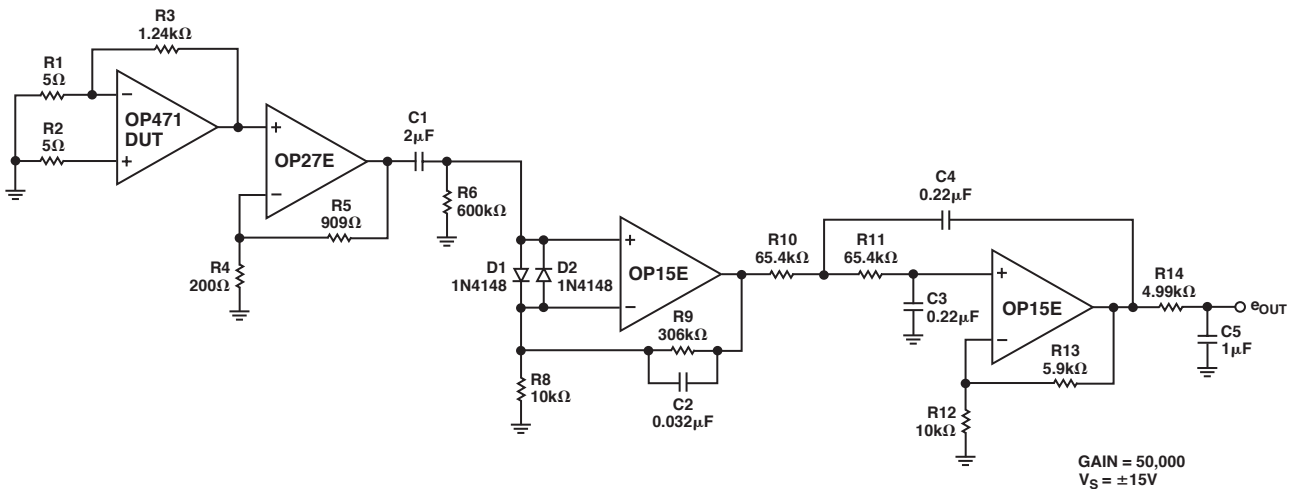 R3
1.24kΩ
R1
5Ω
−
OP471
DUT
R2
5Ω
+
+
OP27E
−
R5
909Ω
R4
200Ω
C1
2μF
R6
600kΩ
D1
1N4148
D2
1N4148
+
OP15E
−
R9
306kΩ
C2
0.032μF
R8
10kΩ
C4
0.22μF
R10
65.4kΩ
R11
65.4kΩ
C3
0.22μF
+
OP15E
−
R13
5.9kΩ
R12
10kΩ
R14
4.99kΩ
eOUT
C5
1μF
GAIN = 50,000
VS = ±15V